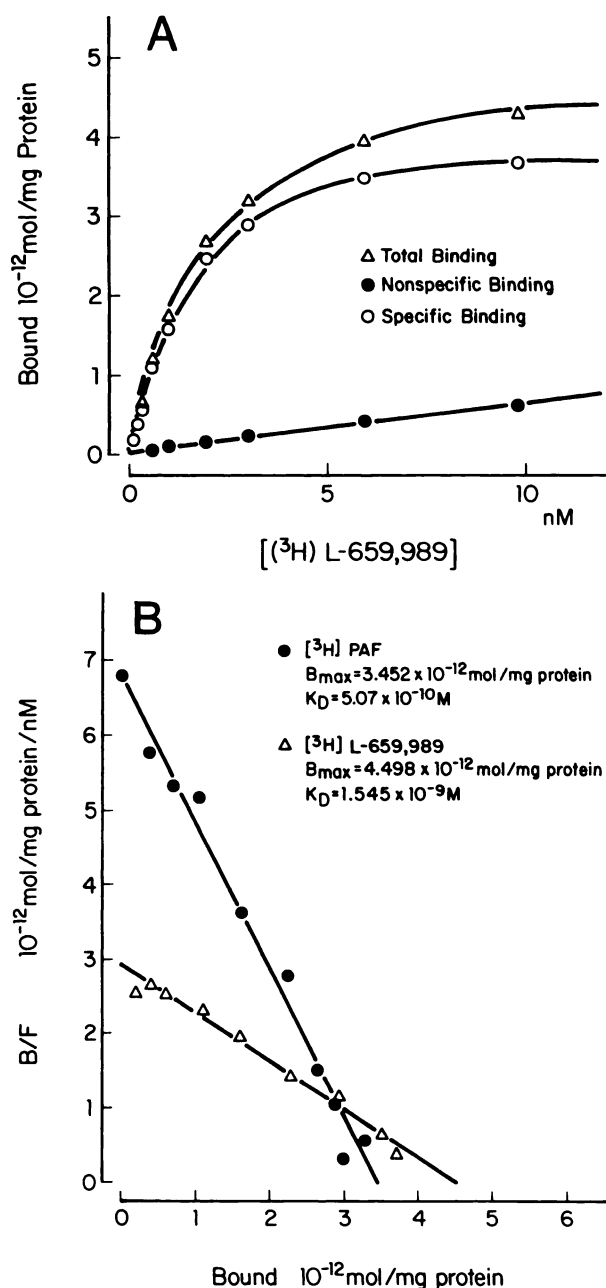 A
Bound 10⁻¹²mol/mg Protein
5
4
3
2
1
0
△ Total Binding
● Nonspecific Binding
○ Specific Binding
0
5
10
nM
[(³H) L-659,989]
B
B/F 10⁻¹²mol/mg protein/nM
7
6
5
4
3
2
1
0
● [³H] PAF
Bmax=3.452 x 10⁻¹²mol/mg protein
KD=5.07x10⁻¹⁰M
△ [³H] L-659,989
Bmax=4.498 x 10⁻¹²mol/mg protein
KD=1.545 x 10⁻⁹M
0
1
2
3
4
5
6
Bound 10⁻¹²mol/mg protein